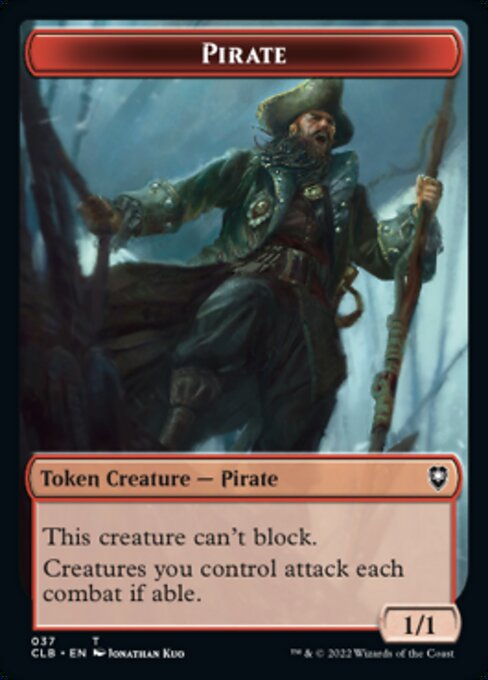 Pirate
Token Creature — Pirate
This creature can't block.
Creatures you control attack each
combat if able.
1/1
037 T
CLB • EN Jonathan Kuo
™ & © 2022 Wizards of the Coast